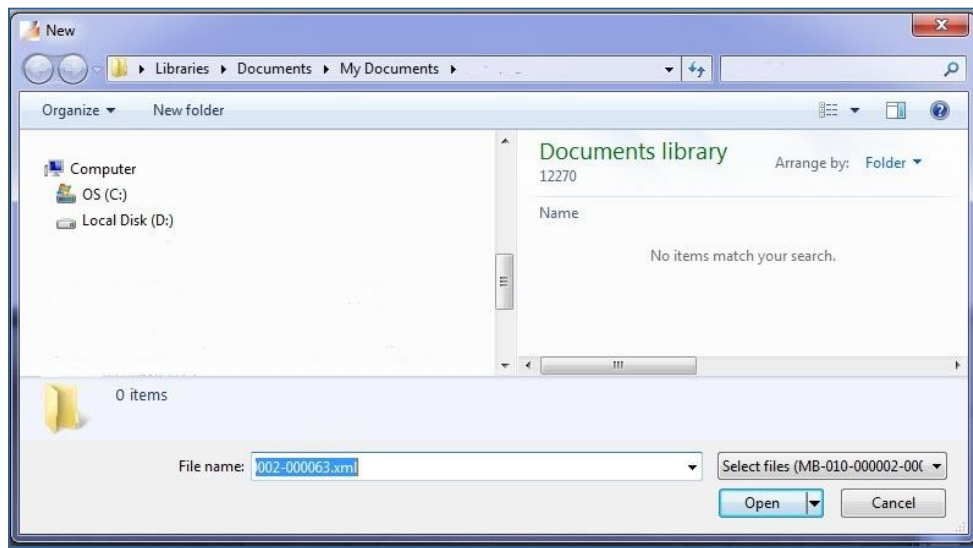 New
Libraries ▸ Documents ▸ My Documents ▸
Organize New folder
Computer
OS (C:)
Local Disk (D:)
Documents library
12270
Arrange by: Folder
Name
No items match your search.
0 items
File name: 002-000063.xml
Select files (MB-010-000002-00(
Open Cancel